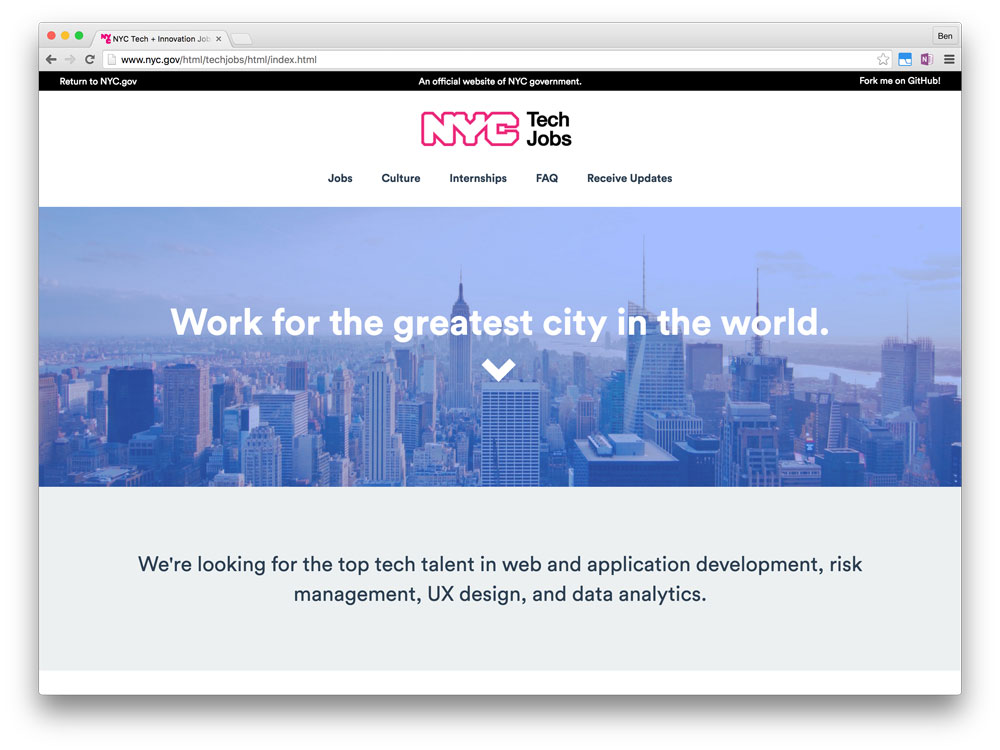 NYC Tech + Innovation Job
Ben
www.nyc.gov/html/techjobs/html/index.html
Return to NYC.gov
An official website of NYC government.
Fork me on GitHub!
NYC Tech
Jobs
Jobs
Culture
Internships
FAQ
Receive Updates
Work for the greatest city in the world.
We're looking for the top tech talent in web and application development, risk
management, UX design, and data analytics.